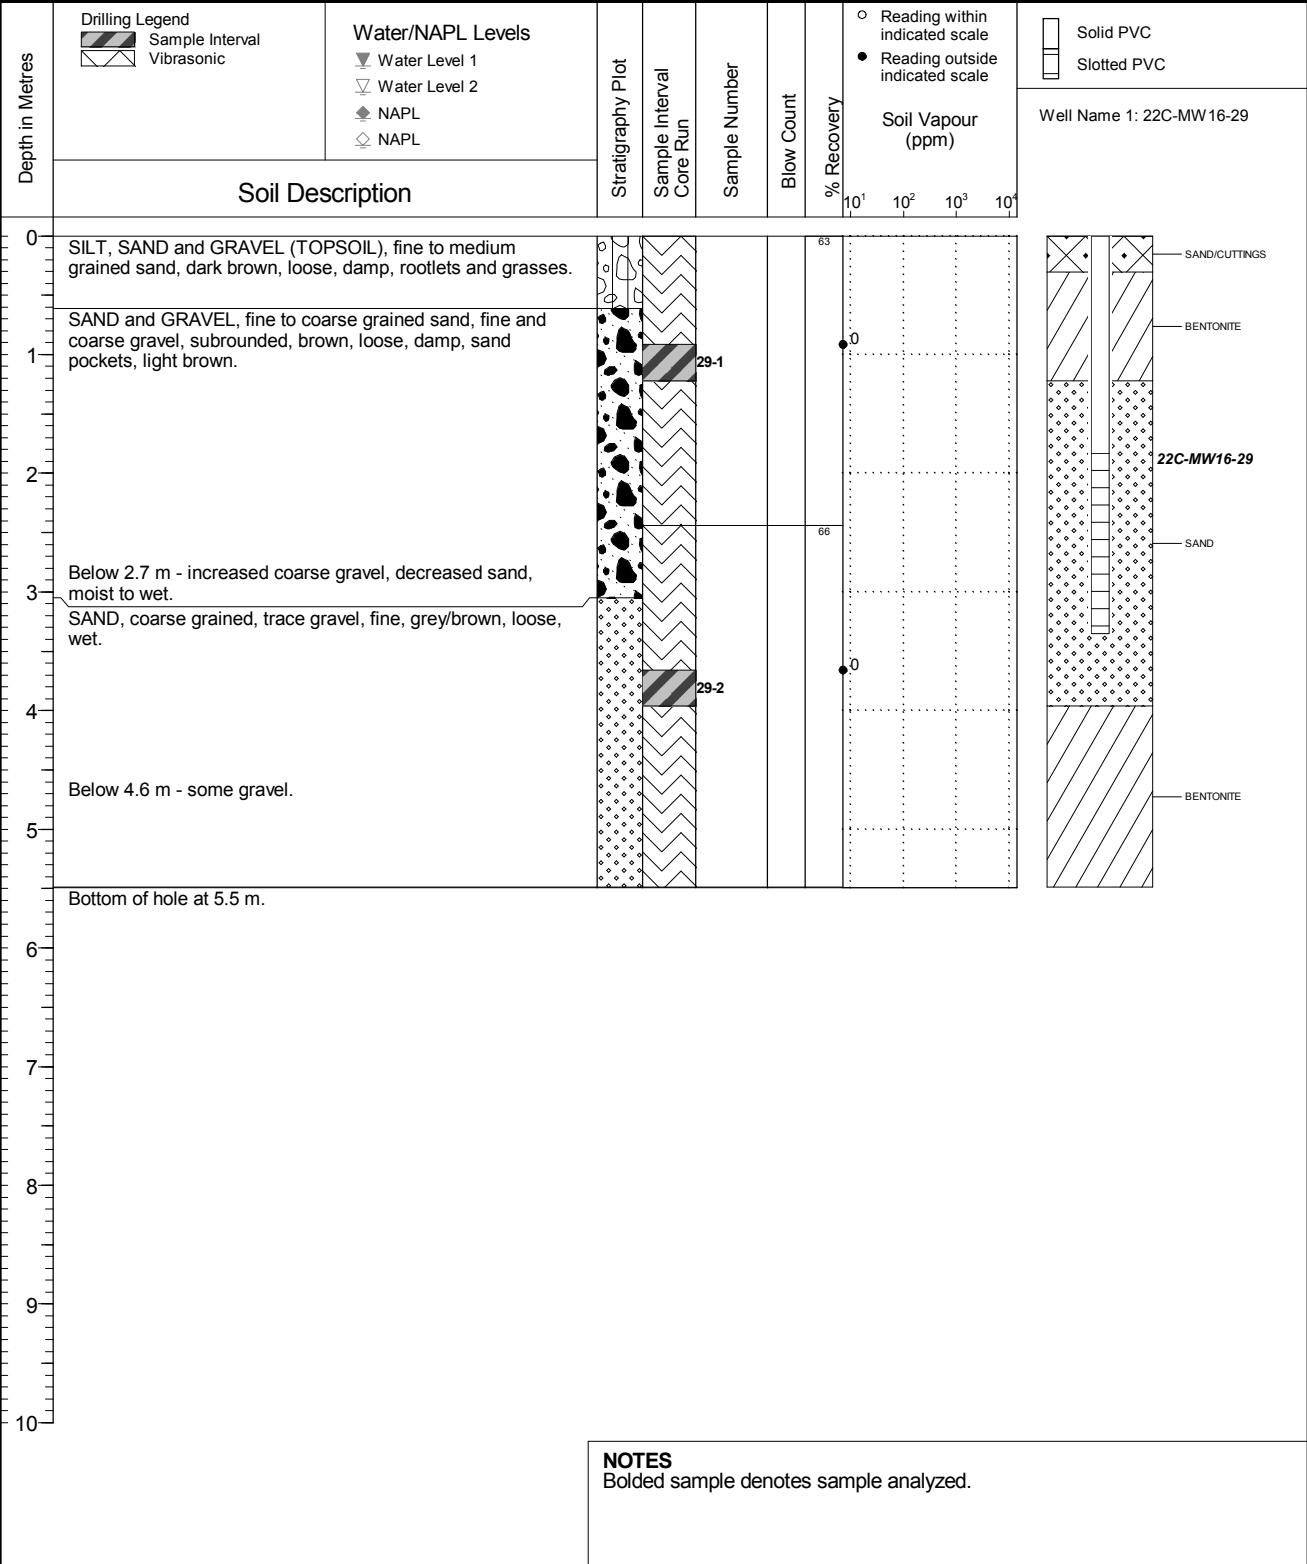 Drilling Legend
Sample Interval
Vibrasonic
Water/NAPL Levels
Water Level 1
Water Level 2
NAPL
NAPL
Depth in Metres
Soil Description
Stratigraphy Plot
Sample Interval
Core Run
Sample Number
Blow Count
% Recovery
Reading within
indicated scale
Reading outside
indicated scale
Soil Vapour
(ppm)
10¹ 10² 10³ 10⁴
Solid PVC
Slotted PVC
Well Name 1: 22C-MW16-29
0
SILT, SAND and GRAVEL (TOPSOIL), fine to medium
grained sand, dark brown, loose, damp, rootlets and grasses.
63
SAND/CUTTINGS
SAND and GRAVEL, fine to coarse grained sand, fine and
coarse gravel, subrounded, brown, loose, damp, sand
pockets, light brown.
BENTONITE
0
1
29-1
2
22C-MW16-29
66
SAND
Below 2.7 m - increased coarse gravel, decreased sand,
moist to wet.
3
SAND, coarse grained, trace gravel, fine, grey/brown, loose,
wet.
0
29-2
4
Below 4.6 m - some gravel.
BENTONITE
5
Bottom of hole at 5.5 m.
6
7
8
9
10
NOTES
Bolded sample denotes sample analyzed.